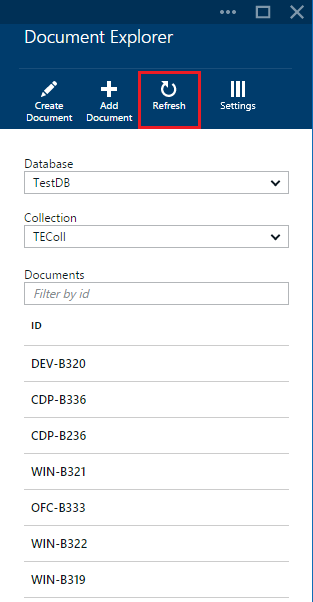 Document Explorer
Create Document
Add Document
Refresh
Settings
Database
TestDB
Collection
TEColl
Documents
Filter by id
ID
DEV-B320
CDP-B336
CDP-B236
WIN-B321
OFC-B333
WIN-B322
WIN-B319